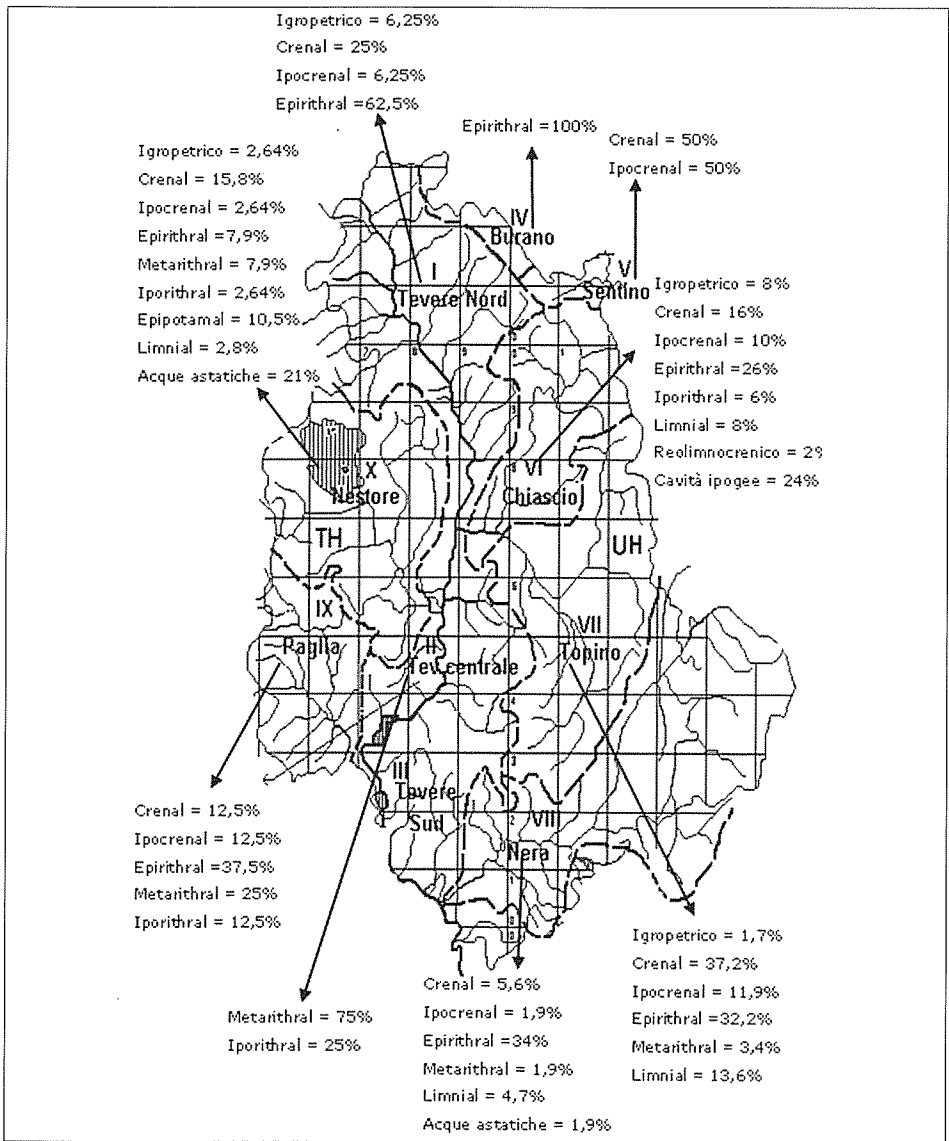 Igropetrico = 6,25%
Crenal = 25%
Ipocrenal = 6,25%
Epirithral =62,5%
Epirithral =100%
Crenal = 50%
Ipocrenal = 50%
Igropetrico = 2,64%
Crenal = 15,8%
Ipocrenal = 2,64%
Epirithral =7,9%
Metarithral = 7,9%
Iporithral = 2,64%
Epipotamal = 10,5%
Limnial = 2,8%
Acque astatiche = 21%
IV
Burano
V
Sentino
I
Tevere Nord
Igropetrico = 8%
Crenal = 16%
Ipocrenal = 10%
Epirithral =26%
Iporithral = 6%
Limnial = 8%
Reolimnocrenico = 2%
Cavità ipogee = 24%
X
Nestore
VI
Chiascio
TH
UH
IX
Paglia
II
Tev. centrale
VII
Topino
III
Tevere
Sud
VII
Nera
Crenal = 12,5%
Ipocrenal = 12,5%
Epirithral =37,5%
Metarithral = 25%
Iporithral = 12,5%
Metarithral = 75%
Iporithral = 25%
Crenal = 5,6%
Ipocrenal = 1,9%
Epirithral =34%
Metarithral = 1,9%
Limnial = 4,7%
Acque astatiche = 1,9%
Igropetrico = 1,7%
Crenal = 37,2%
Ipocrenal = 11,9%
Epirithral =32,2%
Metarithral = 3,4%
Limnial = 13,6%